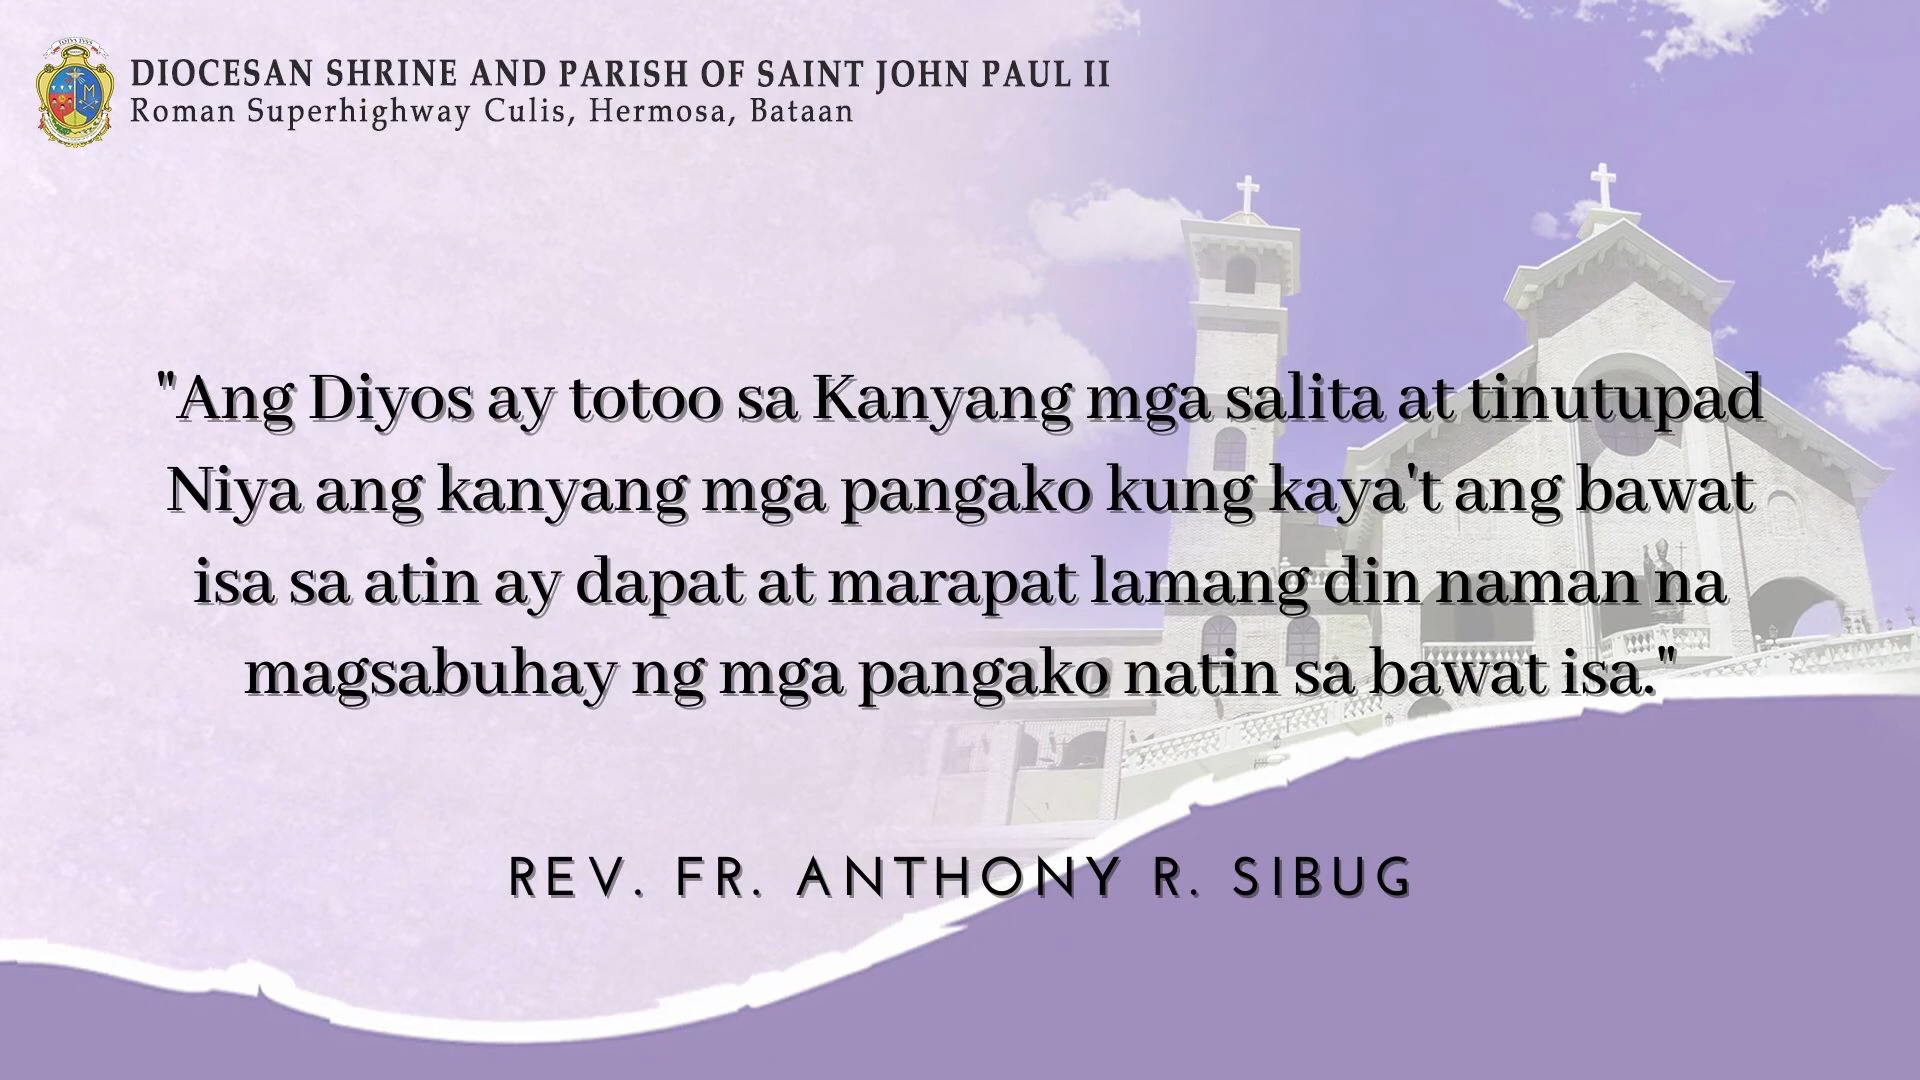 DIOCESAN SHRINE AND PARISH OF SAINT JOHN PAUL II
Roman Superhighway Culis, Hermosa, Bataan
"Ang Diyos ay totoo sa Kanyang mga salita at tinutupad
Niya ang kanyang mga pangako kung kaya't ang bawat
isa sa atin ay dapat at marapat lamang din naman na
magsabuhay ng mga pangako natin sa bawat isa."
REV. FR. ANTHONY R. SIBUG